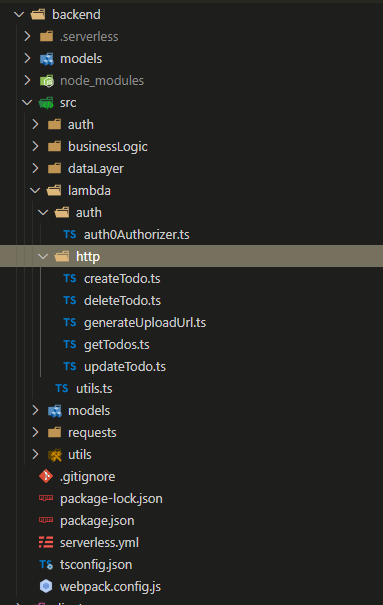 backend
.serverless
models
node_modules
src
auth
businessLogic
dataLayer
lambda
auth
TS auth0Authorizer.ts
http
TS createTodo.ts
TS deleteTodo.ts
TS generateUploadUrl.ts
TS getTodos.ts
TS updateTodo.ts
TS utils.ts
models
requests
utils
.gitignore
package-lock.json
package.json
serverless.yml
TS tsconfig.json
webpack.config.js